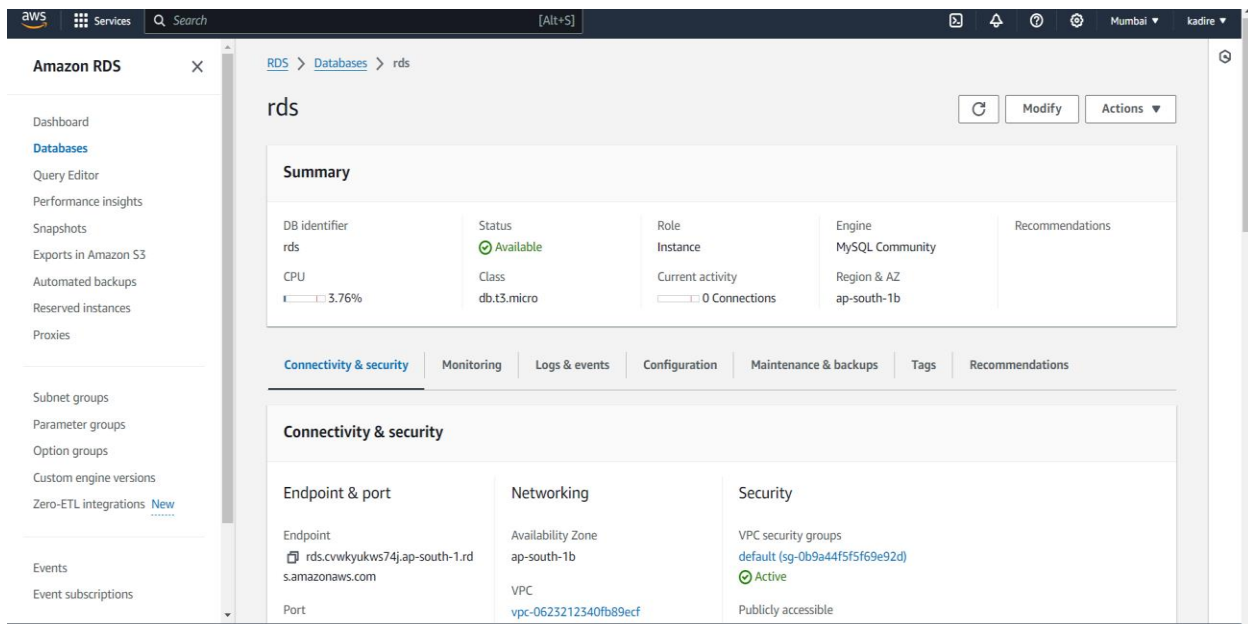 aws Services Search [Alt+S] Mumbai ▼ kadire ▼
Amazon RDS
Dashboard
Databases
Query Editor
Performance insights
Snapshots
Exports in Amazon S3
Automated backups
Reserved instances
Proxies
Subnet groups
Parameter groups
Option groups
Custom engine versions
Zero-ETL integrations New
Events
Event subscriptions
RDS > Databases > rds
rds
Modify Actions ▼
Summary
DB identifier Status Role Engine Recommendations
rds Available Instance MySQL Community
CPU Class Current activity Region & AZ
3.76% db.t3.micro 0 Connections ap-south-1b
Connectivity & security Monitoring Logs & events Configuration Maintenance & backups Tags Recommendations
Connectivity & security
Endpoint & port
Endpoint
rds.cvwkyukws74j.ap-south-1.rd
s.amazonaws.com
Port
Networking
Availability Zone
ap-south-1b
VPC
vpc-0623212340fb89ecf
Security
VPC security groups
default (sg-0b9a44f5f5f69e92d)
Active
Publicly accessible